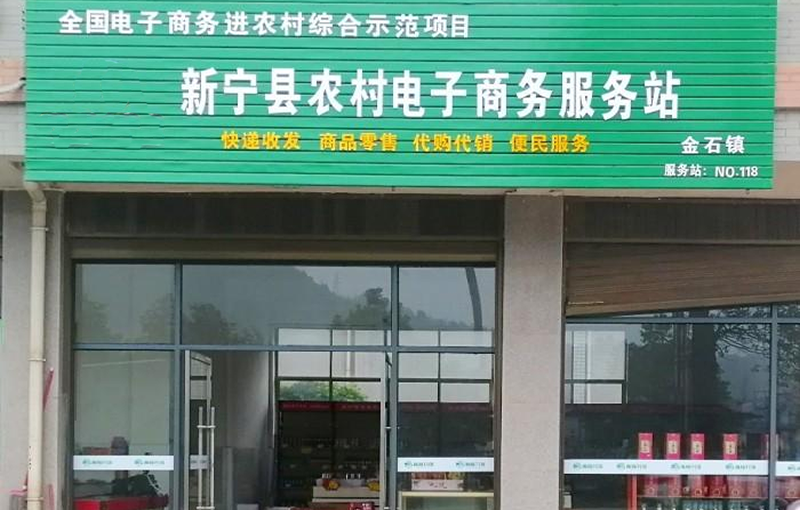 全国电子商务进农村综合示范项目
新宁县农村电子商务服务站
快递收发 商品零售 代购代销 便民服务
金石镇
服务站：NO.118